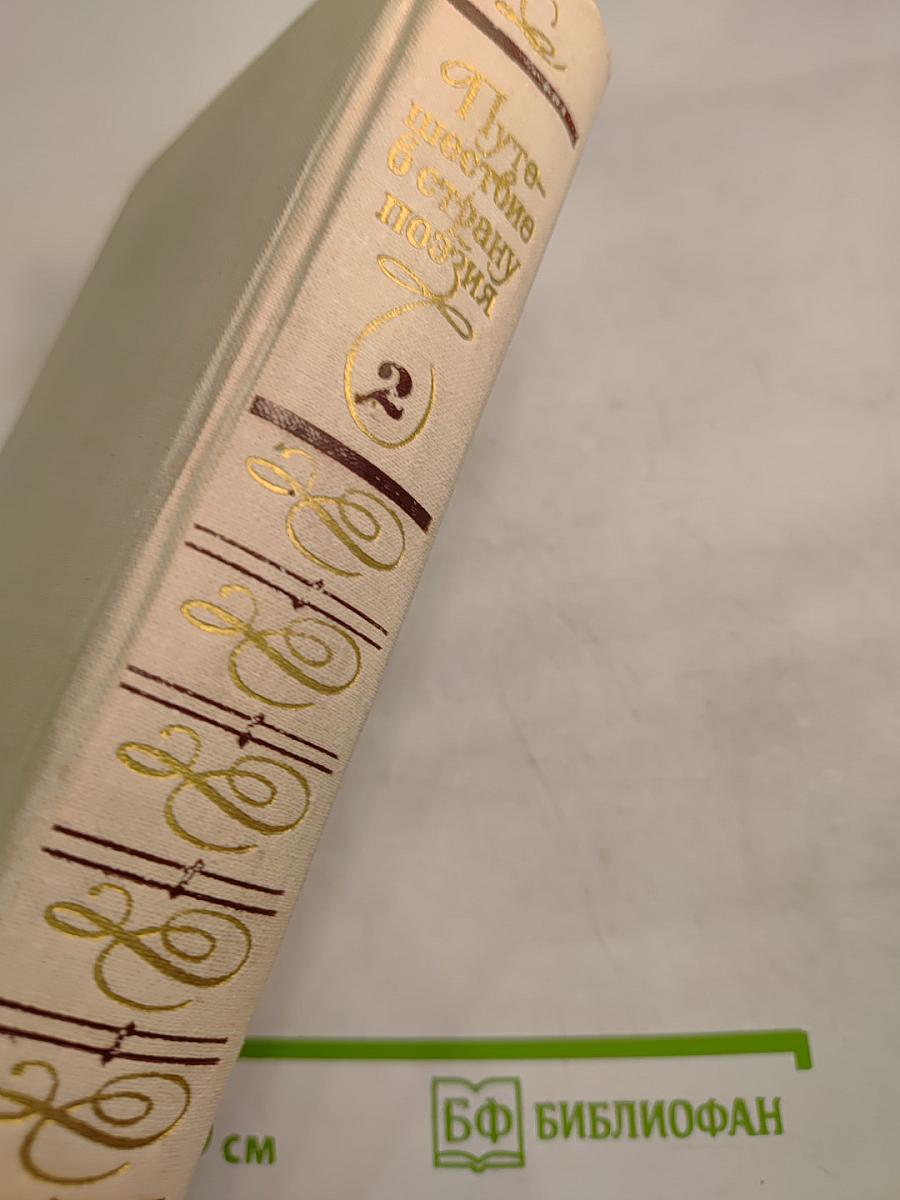 Путе-
шествие
в страну
поэзия
2
см
БФ БИБЛИОФАН